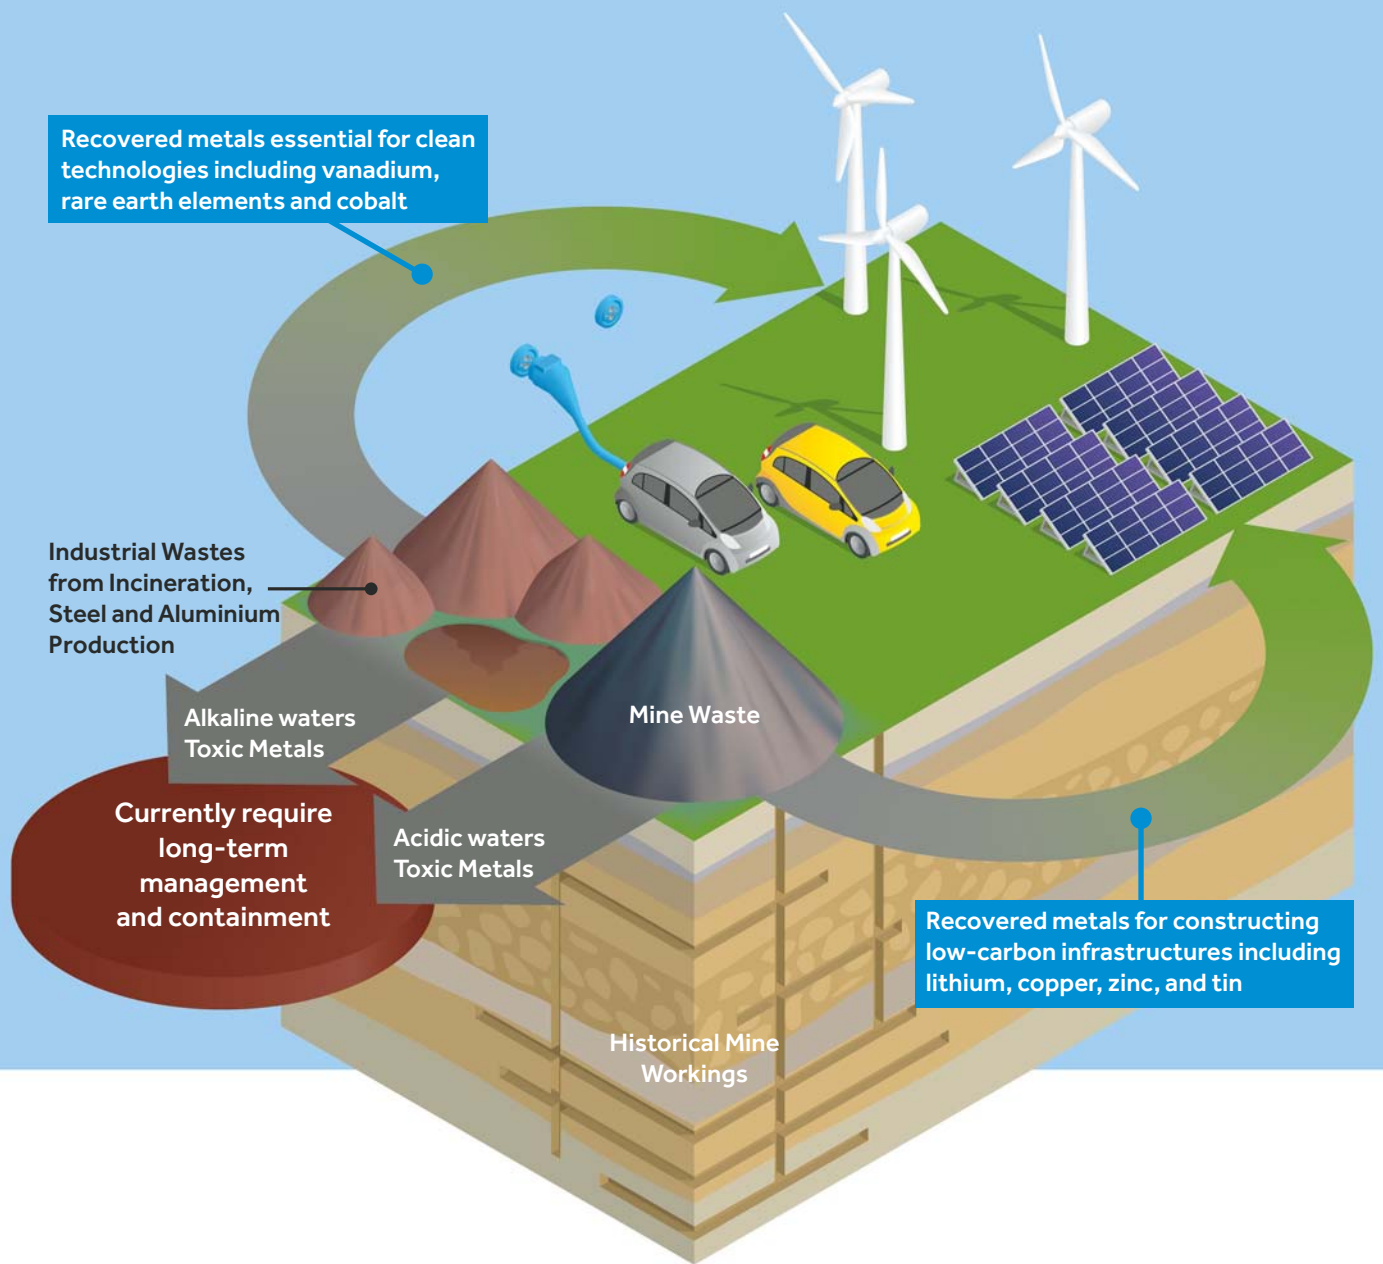 Recovered metals essential for clean
technologies including vanadium,
rare earth elements and cobalt
Industrial Wastes
from Incineration,
Steel and Aluminium
Production
Alkaline waters
Toxic Metals
Mine Waste
Currently require
long-term
management
and containment
Acidic waters
Toxic Metals
Recovered metals for constructing
low-carbon infrastructures including
lithium, copper, zinc, and tin
Historical Mine
Workings